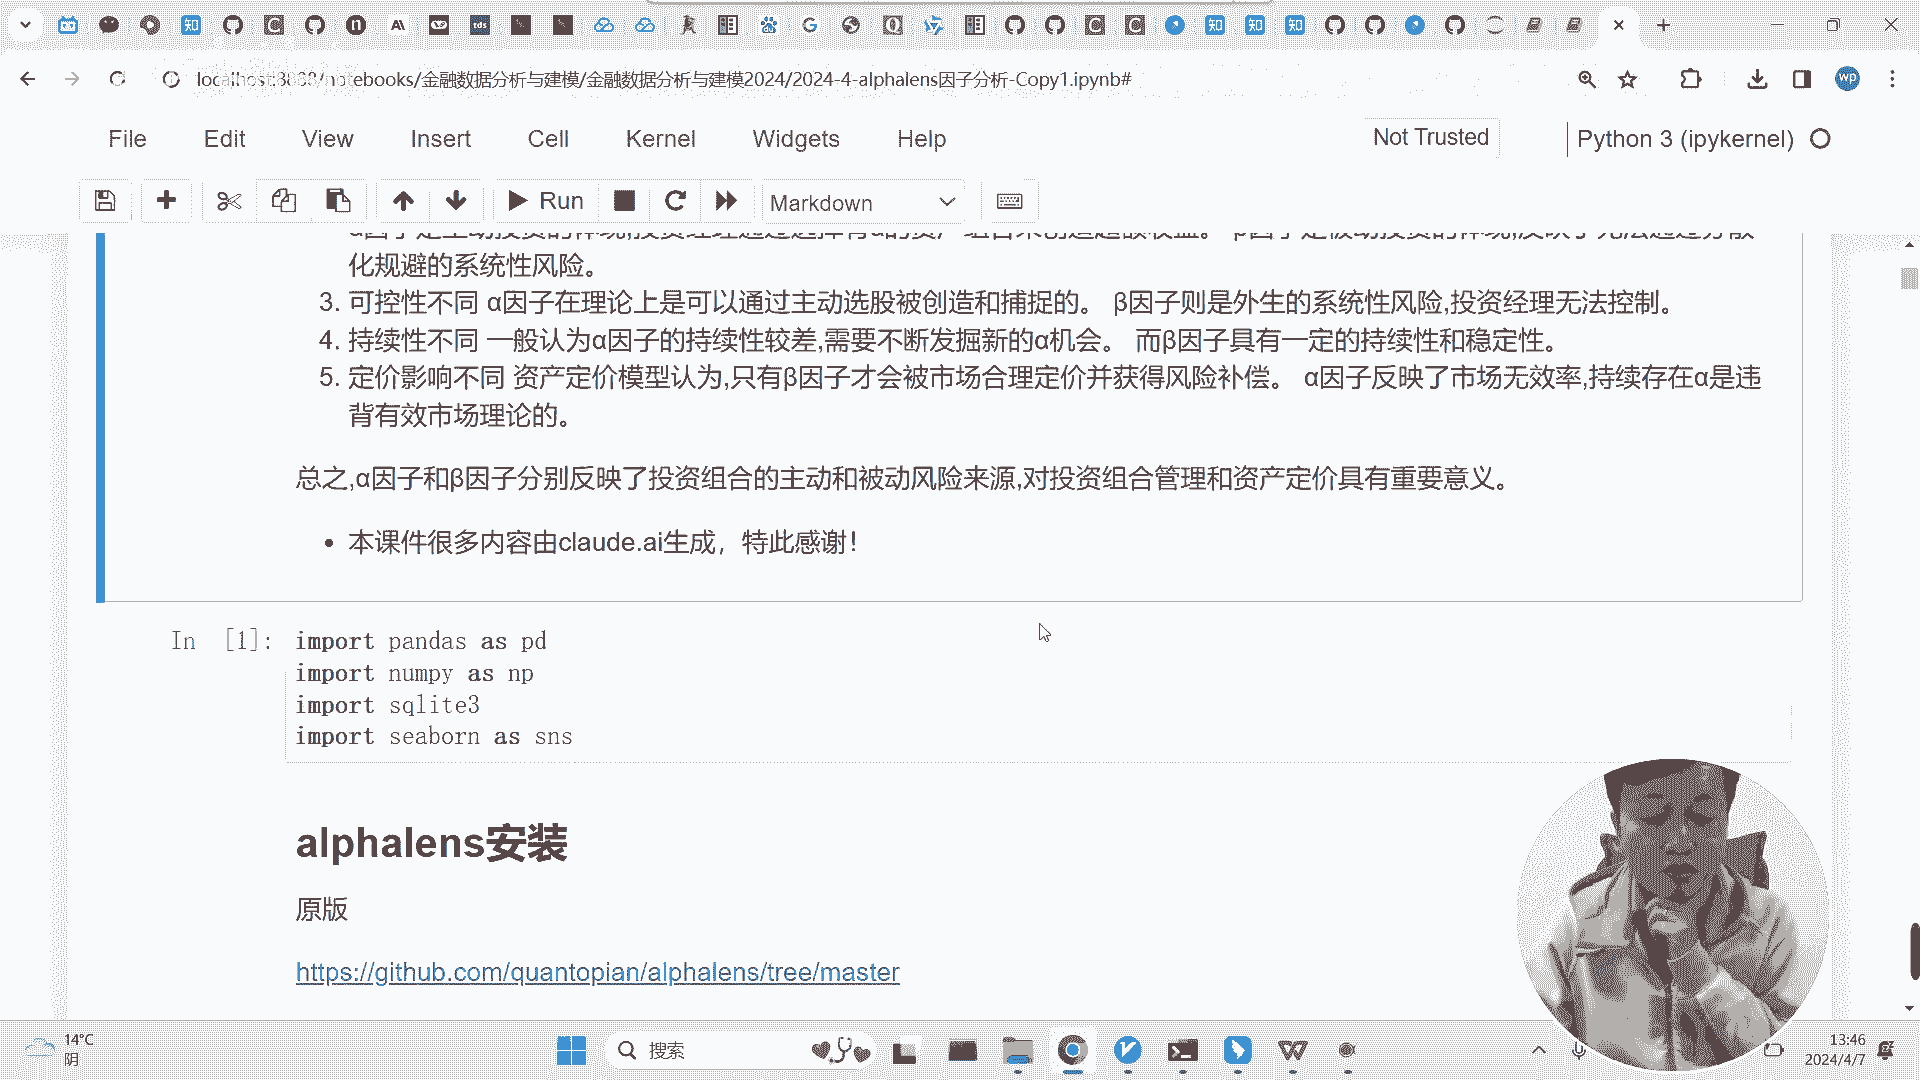 localhost:8888/notebooks/金融数据分析与建模/金融数据分析与建模2024/2024-4-alphalens因子分析-Copy1.ipynb#
wp
File Edit View Insert Cell Kernel Widgets Help
Not Trusted
Python 3 (ipykernel)
Run
Markdown
化规避的系统性风险。
3. 可控性不同 α因子在理论上是可以通过主动选股被创造和捕捉的。 β因子则是外生的系统性风险,投资经理无法控制。
4. 持续性不同 一般认为α因子的持续性较差,需要不断发掘新的α机会。 而β因子具有一定的持续性和稳定性。
5. 定价影响不同 资产定价模型认为,只有β因子才会被市场合理定价并获得风险补偿。 α因子反映了市场无效率,持续存在α是违
背有效市场理论的。
总之,α因子和β因子分别反映了投资组合的主动和被动风险来源,对投资组合管理和资产定价具有重要意义。
• 本课件很多内容由claude.ai生成，特此感谢！
In [1]: import pandas as pd
import numpy as np
import sqlite3
import seaborn as sns
alphalens安装
原版
https://github.com/quantopian/alphalens/tree/master
14°C
阴
搜索
13:46
2024/4/7